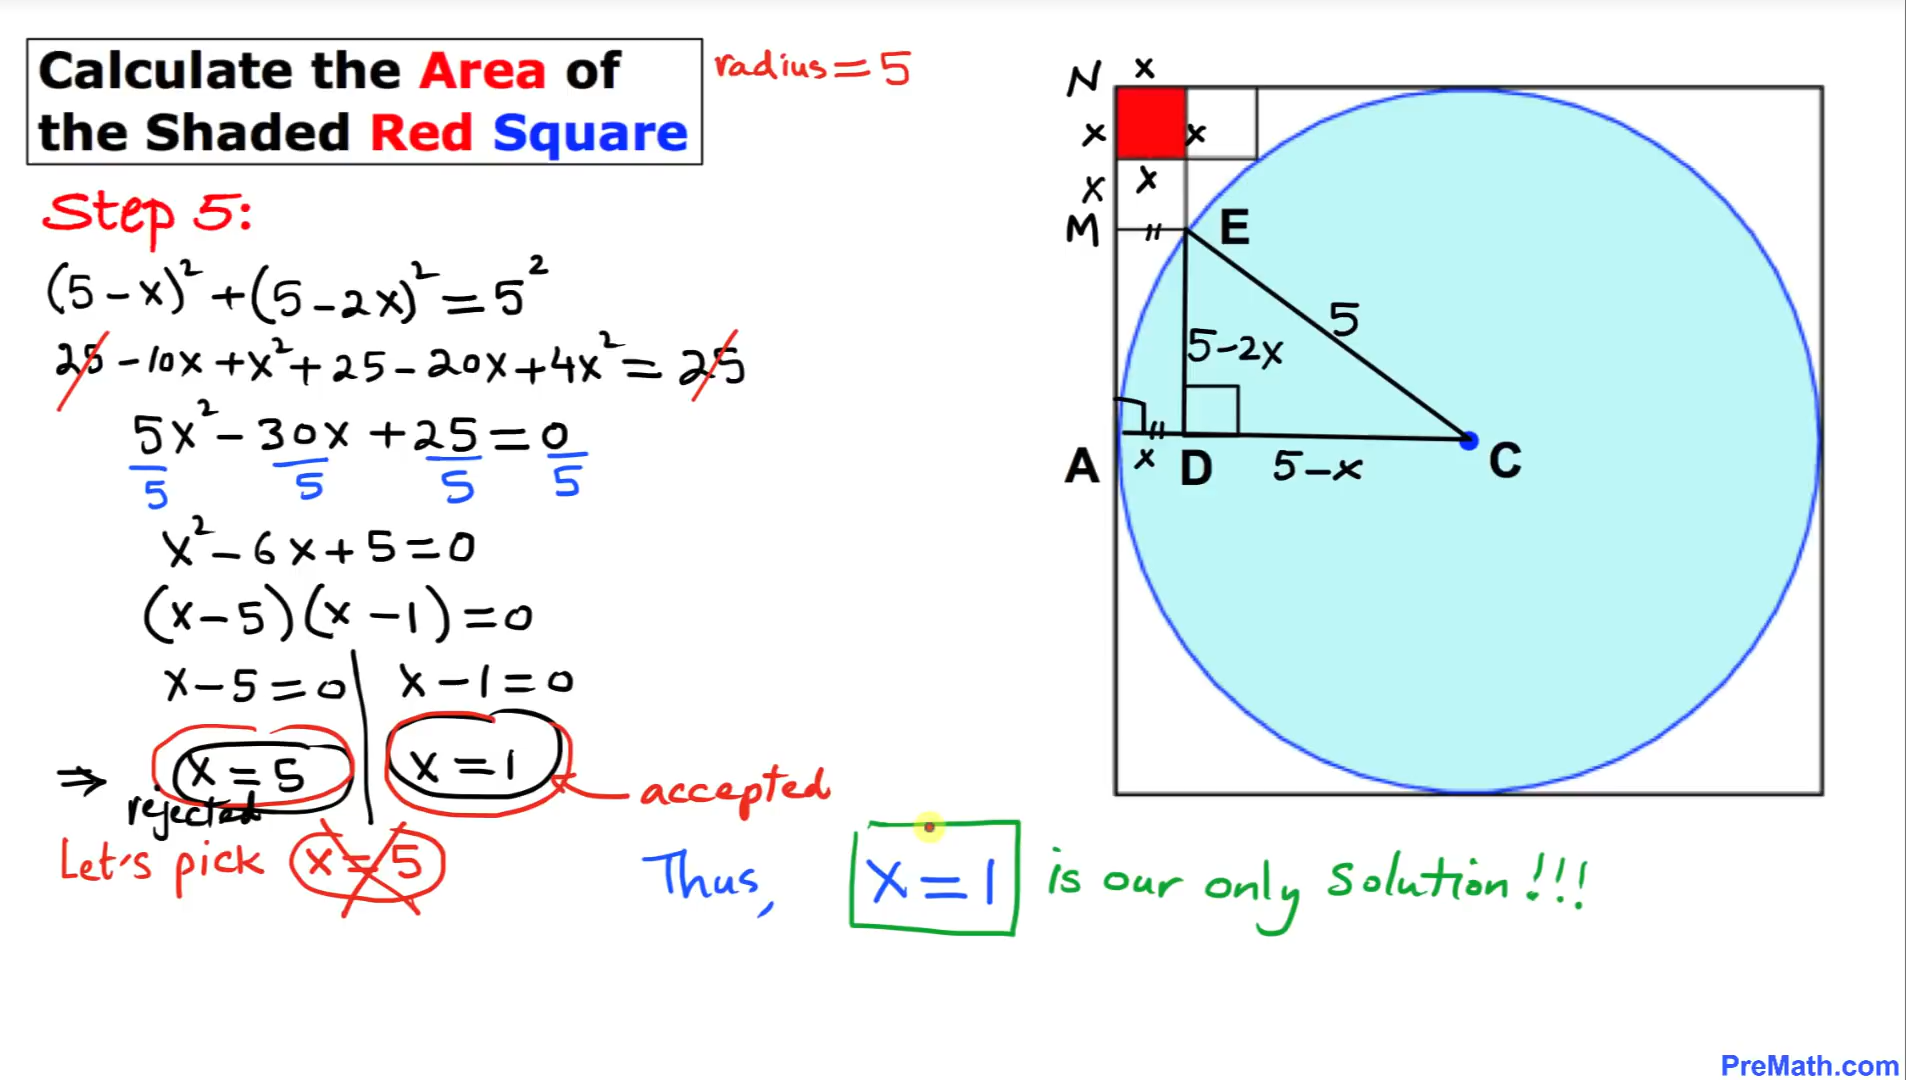 Calculate the Area of
the Shaded Red Square
radius = 5
Step 5:
(5-x)²+(5-2x)²=5²
25-10x+x²+25-20x+4x²=25
5x²-30x+25=0
5 5 5 5
x²-6x+5=0
(x-5)(x-1)=0
x-5=0 x-1=0
⇒ x=5 x=1 accepted
rejected
Let's pick x=5
Thus, x=1 is our only solution!!!
N x
x x
x x
M E
5
5-2x
A x D 5-x C
PreMath.com